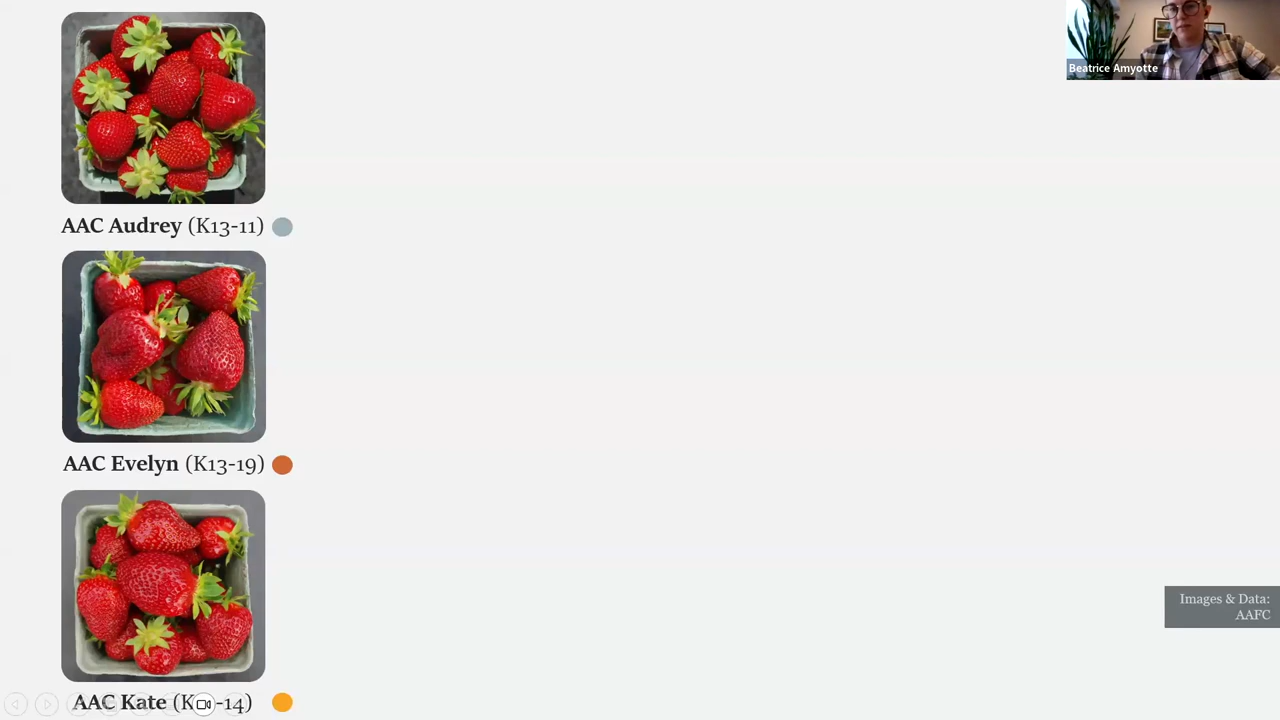 Beatrice Amyotte
AAC Audrey (K13-11)
AAC Evelyn (K13-19)
Images & Data:
AAFC
AAC Kate (K -14)